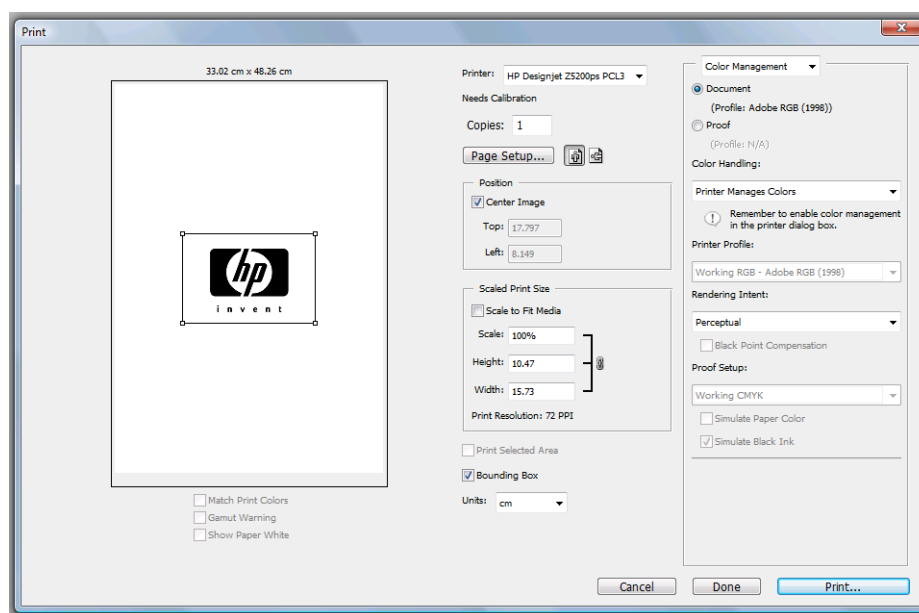 Print
33.02 cm x 48.26 cm
hp
invent
Match Print Colors
Gamut Warning
Show Paper White
Printer: HP Designjet Z5200ps PCL3
Needs Calibration
Copies: 1
Page Setup...
Position
Center Image
Top: 17.797
Left: 8.149
Scaled Print Size
Scale to Fit Media
Scale: 100%
Height: 10.47
Width: 15.73
Print Resolution: 72 PPI
Print Selected Area
Bounding Box
Units: cm
Color Management
Document
(Profile: Adobe RGB (1998))
Proof
(Profile: N/A)
Color Handling:
Printer Manages Colors
Remember to enable color management
in the printer dialog box.
Printer Profile:
Working RGB - Adobe RGB (1998)
Rendering Intent:
Perceptual
Black Point Compensation
Proof Setup:
Working CMYK
Simulate Paper Color
Simulate Black Ink
Cancel
Done
Print...